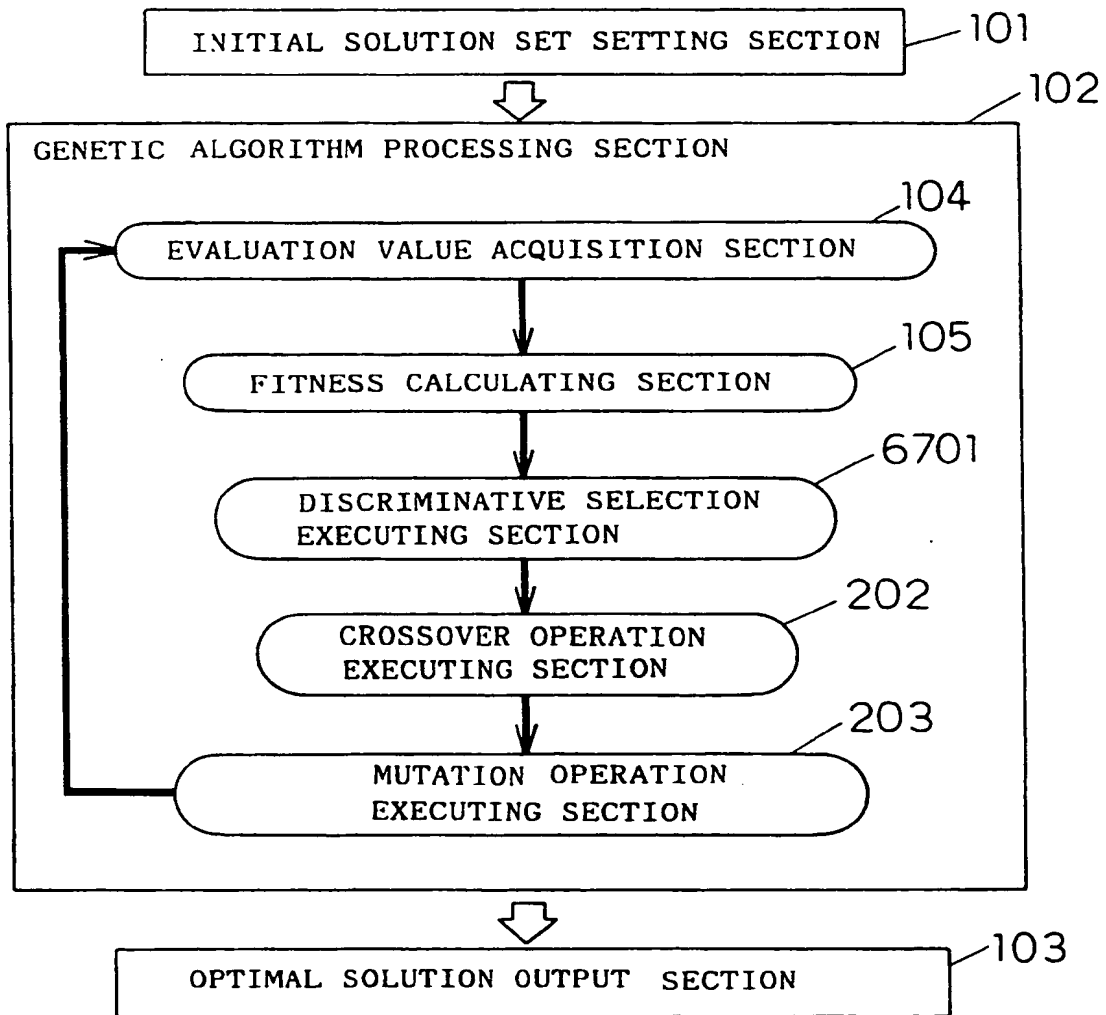 INITIAL SOLUTION SET SETTING SECTION
101
102
GENETIC ALGORITHM PROCESSING SECTION
104
EVALUATION VALUE ACQUISITION SECTION
105
FITNESS CALCULATING SECTION
6701
DISCRIMINATIVE SELECTION
EXECUTING SECTION
202
CROSSOVER OPERATION
EXECUTING SECTION
203
MUTATION OPERATION
EXECUTING SECTION
103
OPTIMAL SOLUTION OUTPUT SECTION